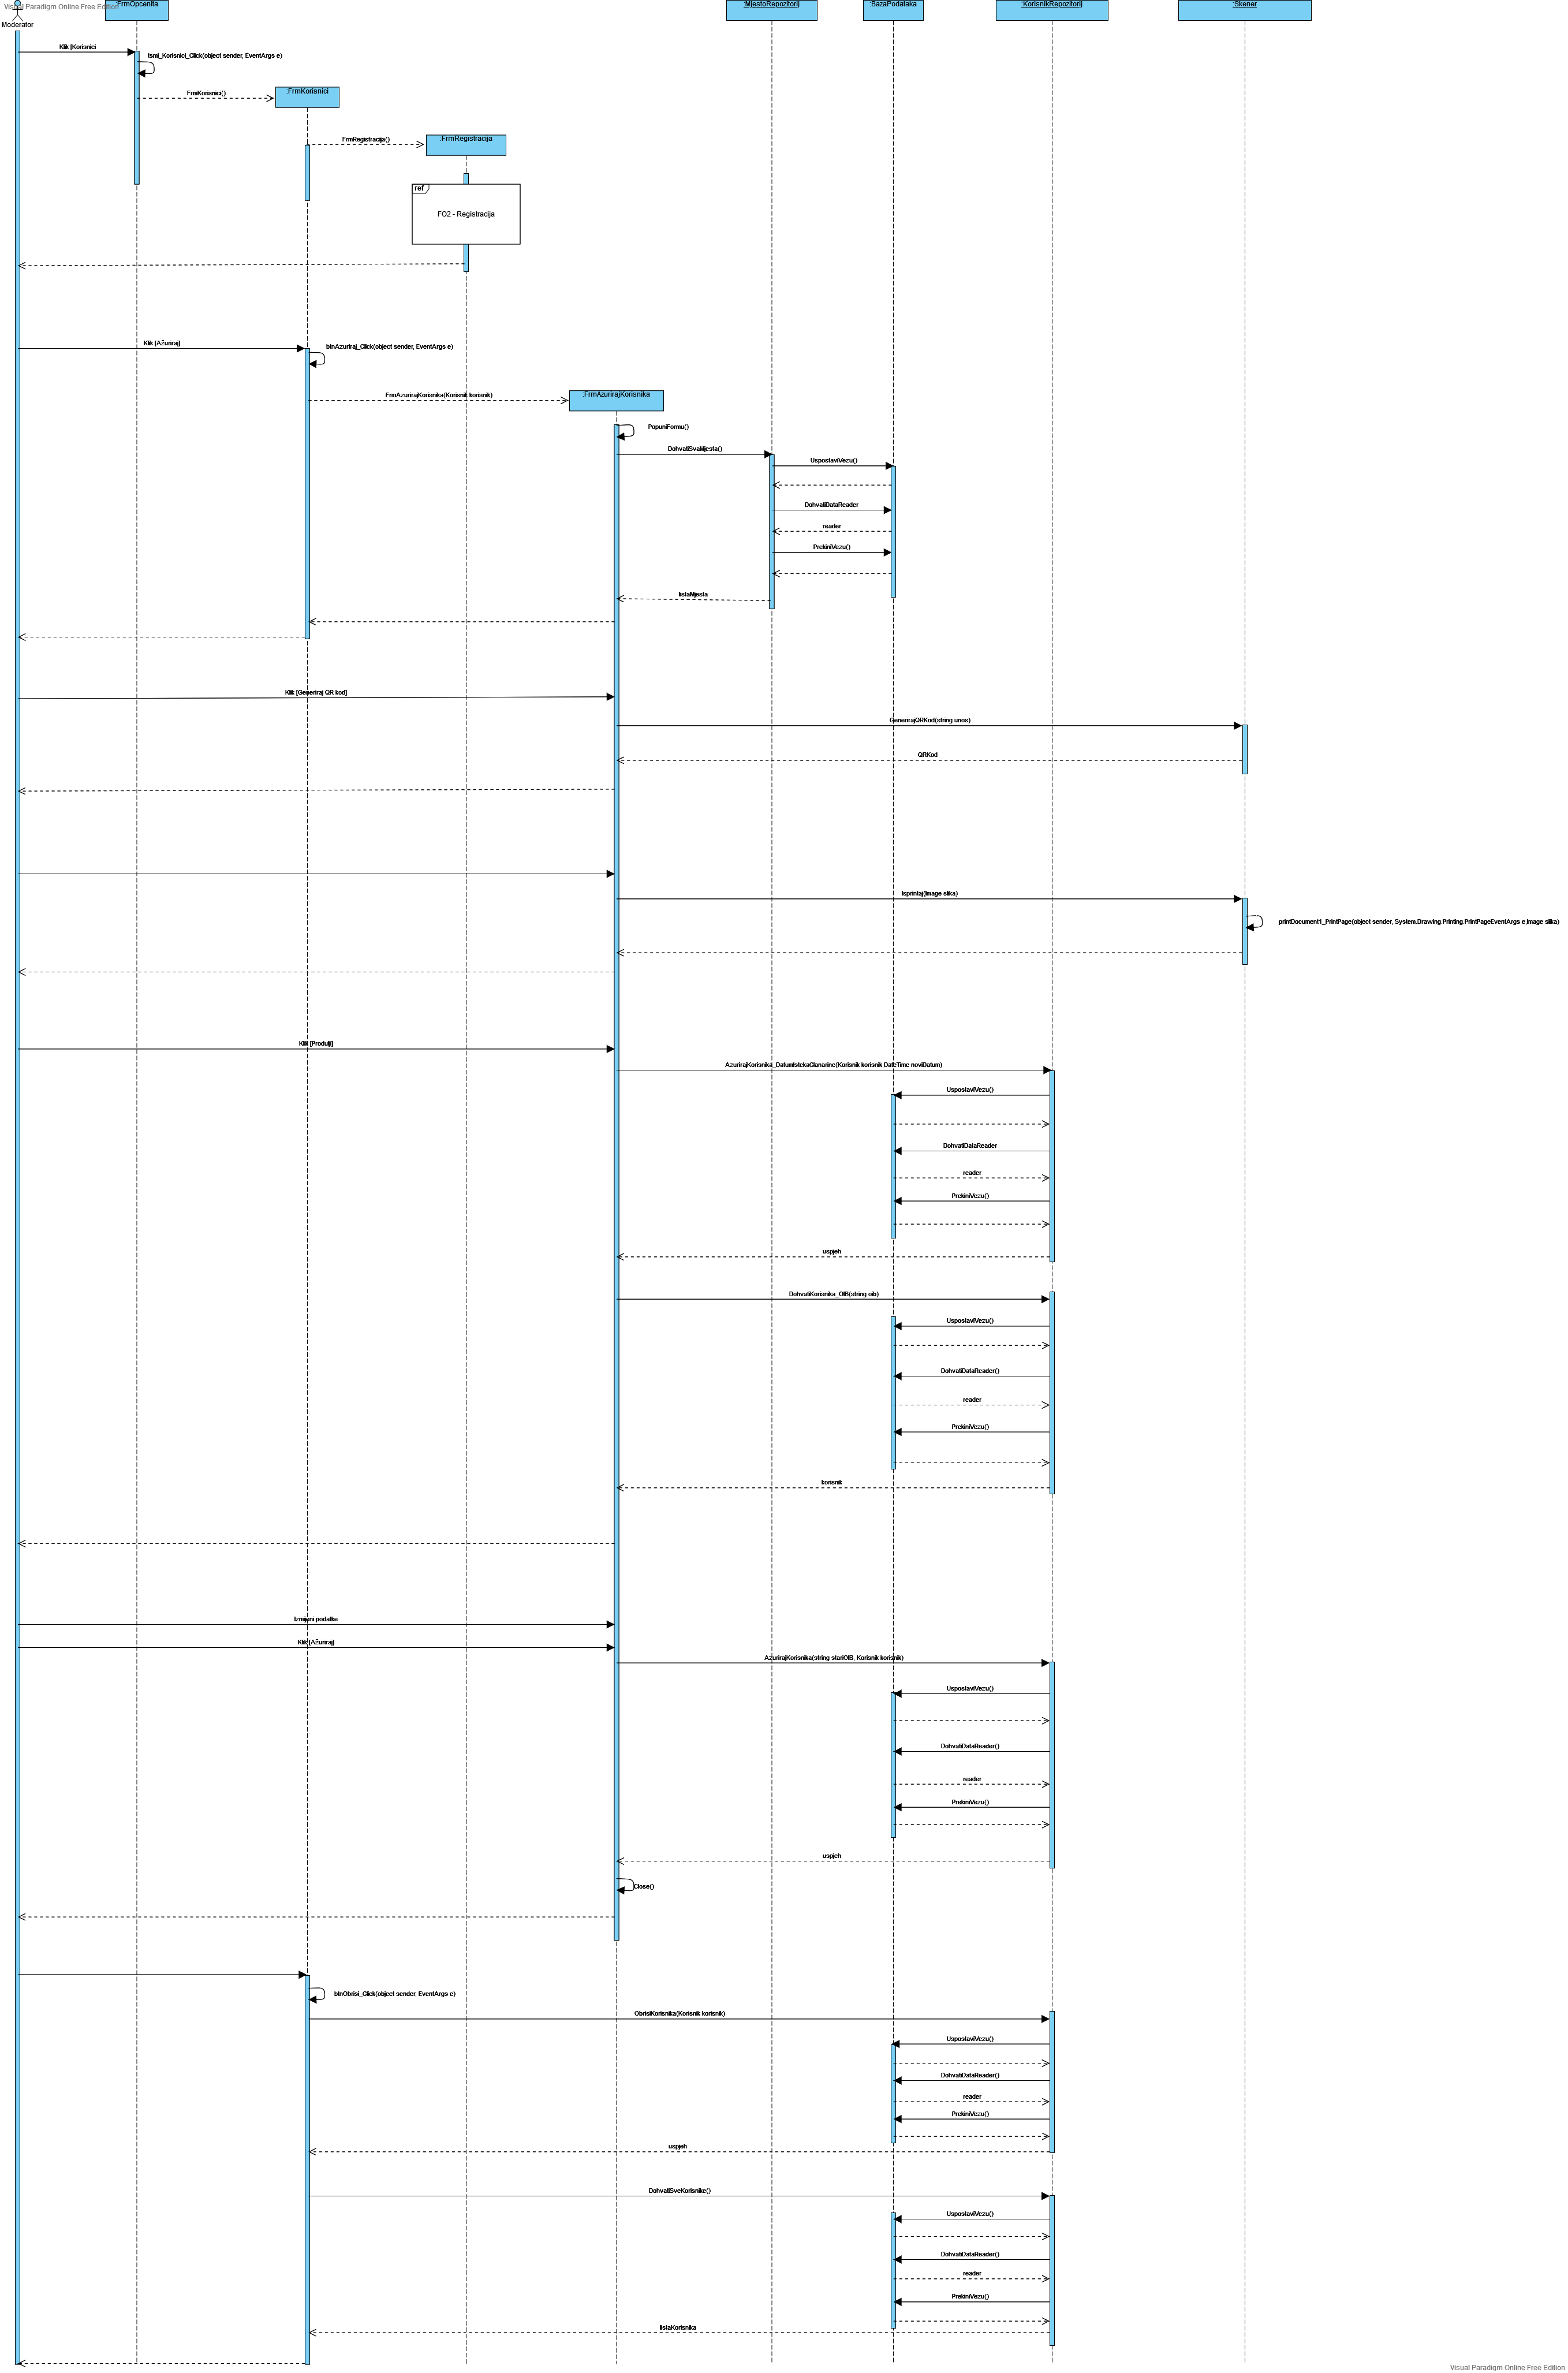 Visual Paradigm Online Free Edition
:FrmOpcenita
:MjestoRepozitorij
:BazaPodataka
:KorisnikRepozitorij
:Skener
Moderator
Klik [Korisnici
tsmi_Korisnici_Click(object sender, EventArgs e)
FrmKorisnici()
:FrmKorisnici
FrmRegistracija()
:FrmRegistracija
ref
FO2 - Registracija
Klik [Ažuriraj]
btnAzuriraj_Click(object sender, EventArgs e)
FrmAzurirajKorisnika(Korisnik korisnik)
:FrmAzurirajKorisnika
PopuniFormu()
DohvatiSvaMjesta()
UspostaviVezu()
DohvatiDataReader
reader
PrekiniVezu()
listaMjesta
Klik [Generiraj QR kod]
GenerirajQRKod(string unos)
QRKod
Isprintaj(Image slika)
printDocument1_PrintPage(object sender, System.Drawing.Printing.PrintPageEventArgs e,Image slika)
Klik [Produlji]
AzurirajKorisnika_DatumIstekaClanarine(Korisnik korisnik,DateTime noviDatum)
UspostaviVezu()
DohvatiDataReader
reader
PrekiniVezu()
uspjeh
DohvatiKorisnika_OIB(string oib)
UspostaviVezu()
DohvatiDataReader()
reader
PrekiniVezu()
korisnik
Izmijeni podatke
Klik [Ažuriraj]
AzurirajKorisnika(string stariOIB, Korisnik korisnik)
UspostaviVezu()
DohvatiDataReader()
reader
PrekiniVezu()
uspjeh
Close()
btnObrisi_Click(object sender, EventArgs e)
ObrisiKorisnika(Korisnik korisnik)
UspostaviVezu()
DohvatiDataReader()
reader
PrekiniVezu()
uspjeh
DohvatiSveKorisnike()
UspostaviVezu()
DohvatiDataReader()
reader
PrekiniVezu()
listaKorisnika
Visual Paradigm Online Free Edition